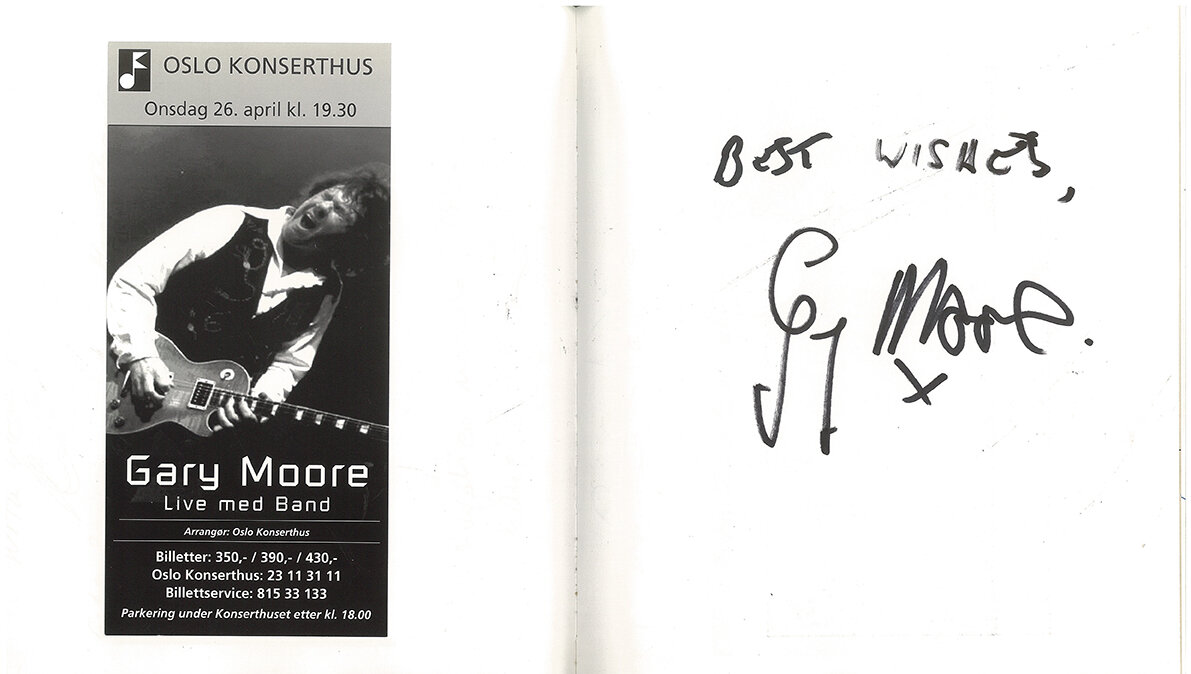 OSLO KONSERTHUS
Onsdag 26. april kl. 19.30
Gary Moore
Live med Band
Arrangør: Oslo Konserthus
Billetter: 350,- / 390,- / 430,-
Oslo Konserthus: 23 11 31 11
Billettservice: 815 33 133
Parkering under Konserthuset etter kl. 18.00
BEST WISHES,
Gary Moore.
X